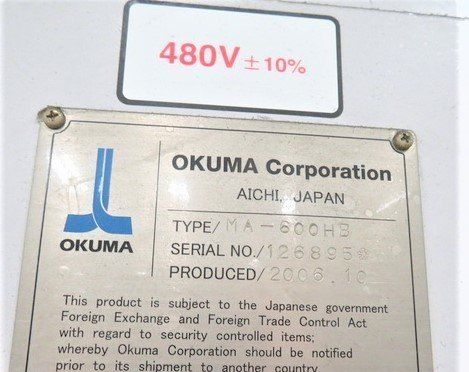 480V ± 10%
OKUMA
OKUMA Corporation
AICHI, JAPAN
TYPE/ MA-600HB
SERIAL NO./ 126895*
PRODUCED/ 2006.10
This product is subject to the Japanese government
Foreign Exchange and Foreign Trade Control Act
with regard to security controlled items;
whereby Okuma Corporation should be notified
prior to its shipment to another country